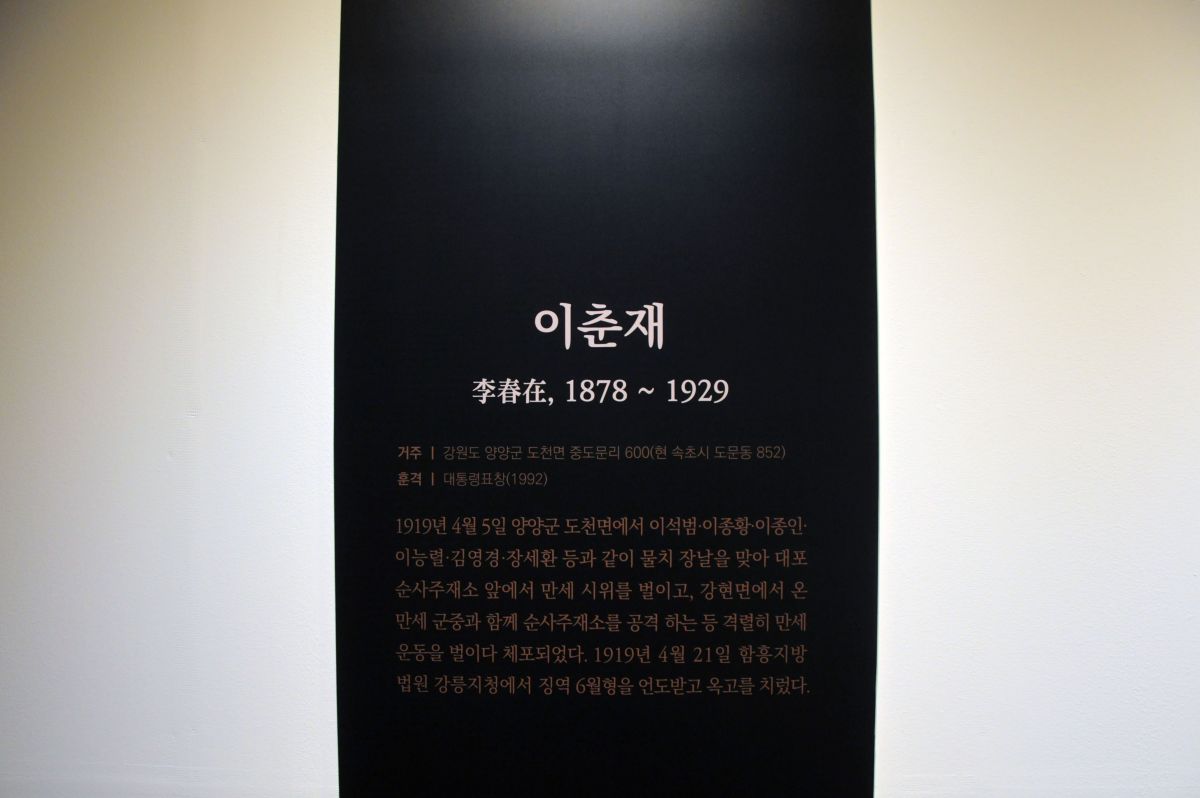 이춘재
李春在, 1878 ~ 1929
거주 | 강원도 양양군 도천면 중도문리 600(현 속초시 도문동 852)
훈격 | 대통령표창(1992)
1919년 4월 5일 양양군 도천면에서 이석범·이종황·이종인·
이능렬·김영경·장세환 등과 같이 물치 장날을 맞아 대포
순사주재소 앞에서 만세 시위를 벌이고, 강현면에서 온
만세 군중과 함께 순사주재소를 공격 하는 등 격렬히 만세
운동을 벌이다 체포되었다. 1919년 4월 21일 함흥지방
법원 강릉지청에서 징역 6월형을 언도받고 옥고를 치렀다.